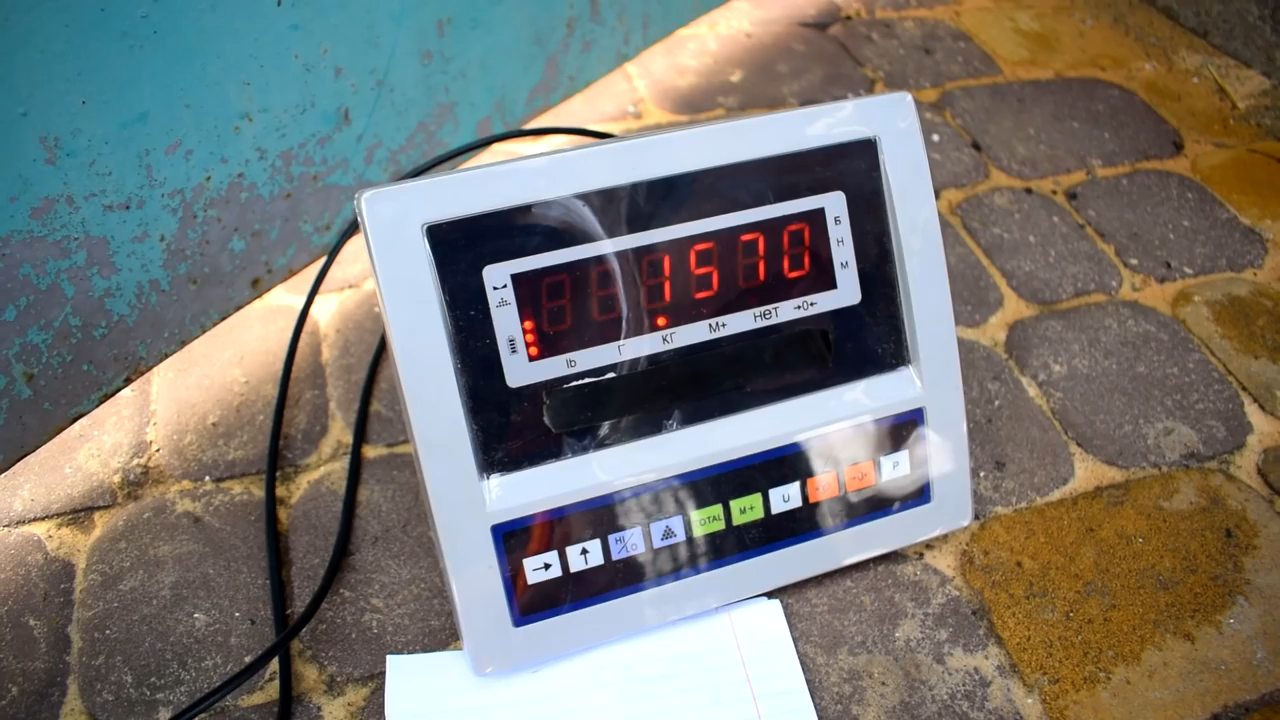 1570
Б
Н
М
lb Г КГ M+ НЕТ →0←
→ ↑ HI/LO TOTAL M+ U P